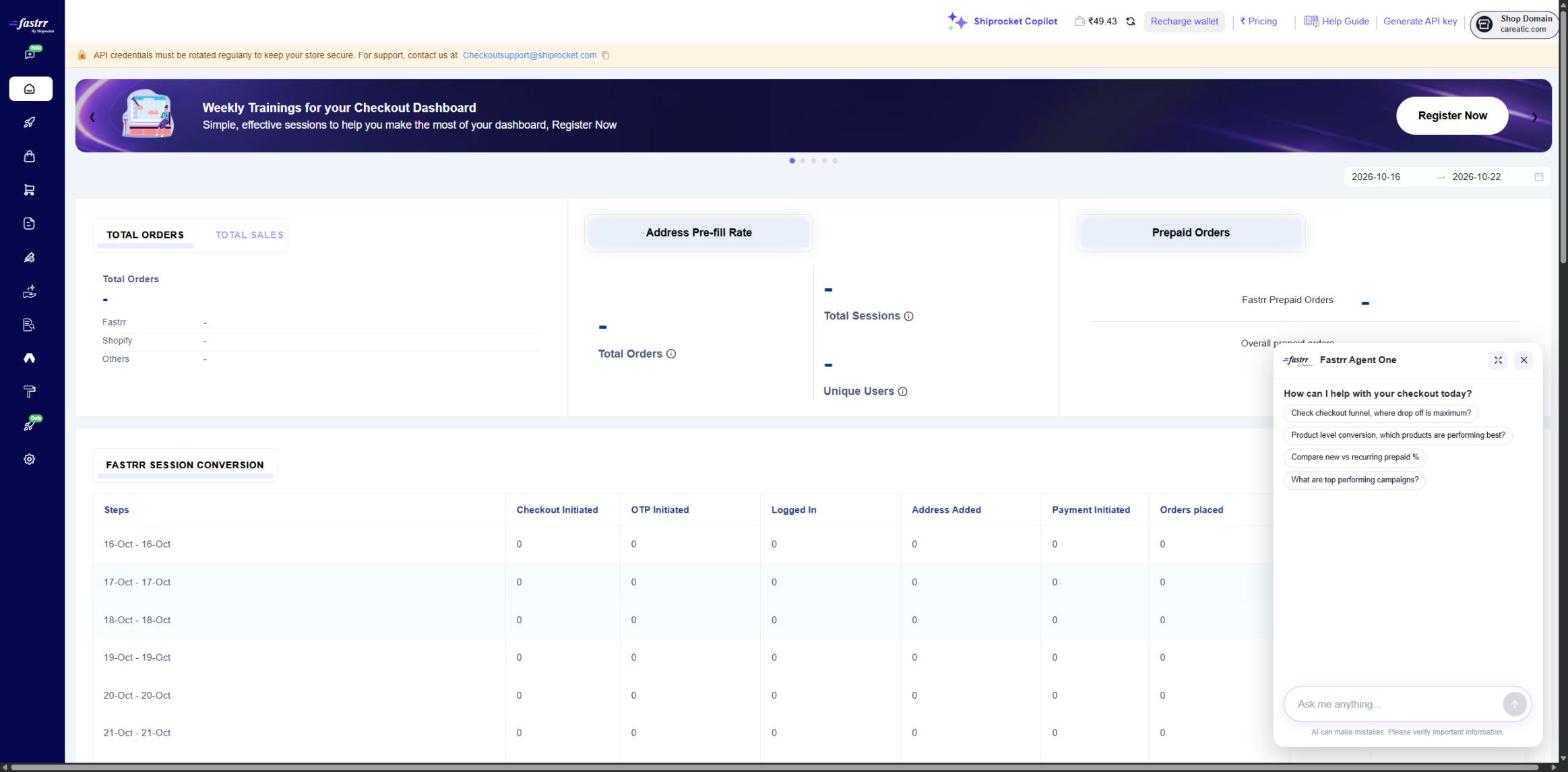 fastrr
By Shiprocket
Beta
Beta
Shiprocket Copilot
₹49.43
Recharge wallet
₹ Pricing
Help Guide
Generate API key
Shop Domain
careatic.com
API credentials must be rotated regularly to keep your store secure. For support, contact us at Checkoutsupport@shiprocket.com
Weekly Trainings for your Checkout Dashboard
Simple, effective sessions to help you make the most of your dashboard, Register Now
Register Now
2026-10-16 → 2026-10-22
TOTAL ORDERS TOTAL SALES
Total Orders
-
Fastrr -
Shopify -
Others -
Address Pre-fill Rate
-
Total Orders
-
Total Sessions
-
Unique Users
Prepaid Orders
Fastrr Prepaid Orders -
Overall prepaid orders
FASTRR SESSION CONVERSION
Steps Checkout Initiated OTP Initiated Logged In Address Added Payment Initiated Orders placed
16-Oct - 16-Oct 0 0 0 0 0 0
17-Oct - 17-Oct 0 0 0 0 0 0
18-Oct - 18-Oct 0 0 0 0 0 0
19-Oct - 19-Oct 0 0 0 0 0 0
20-Oct - 20-Oct 0 0 0 0 0 0
21-Oct - 21-Oct 0 0 0 0 0 0
fastrr
By Shiprocket
Fastrr Agent One
How can I help with your checkout today?
Check checkout funnel, where drop off is maximum?
Product level conversion, which products are performing best?
Compare new vs recurring prepaid %
What are top performing campaigns?
Ask me anything...
AI can make mistakes. Please verify important information.